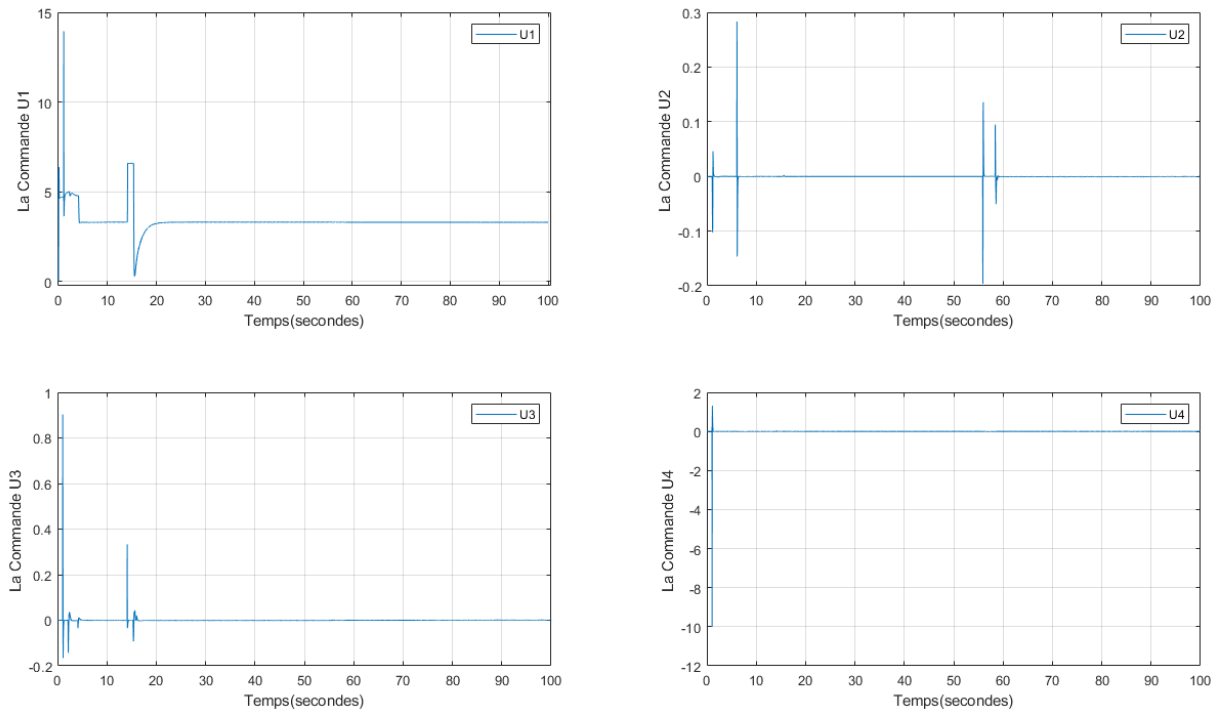 15
10
5
0
La Commande U1
U1
0 10 20 30 40 50 60 70 80 90 100
Temps(secondes)
0.3
0.2
0.1
0
-0.1
-0.2
La Commande U2
U2
0 10 20 30 40 50 60 70 80 90 100
Temps(secondes)
1
0.8
0.6
0.4
0.2
0
-0.2
La Commande U3
U3
0 10 20 30 40 50 60 70 80 90 100
Temps(secondes)
2
0
-2
-4
-6
-8
-10
-12
La Commande U4
U4
0 10 20 30 40 50 60 70 80 90 100
Temps(secondes)